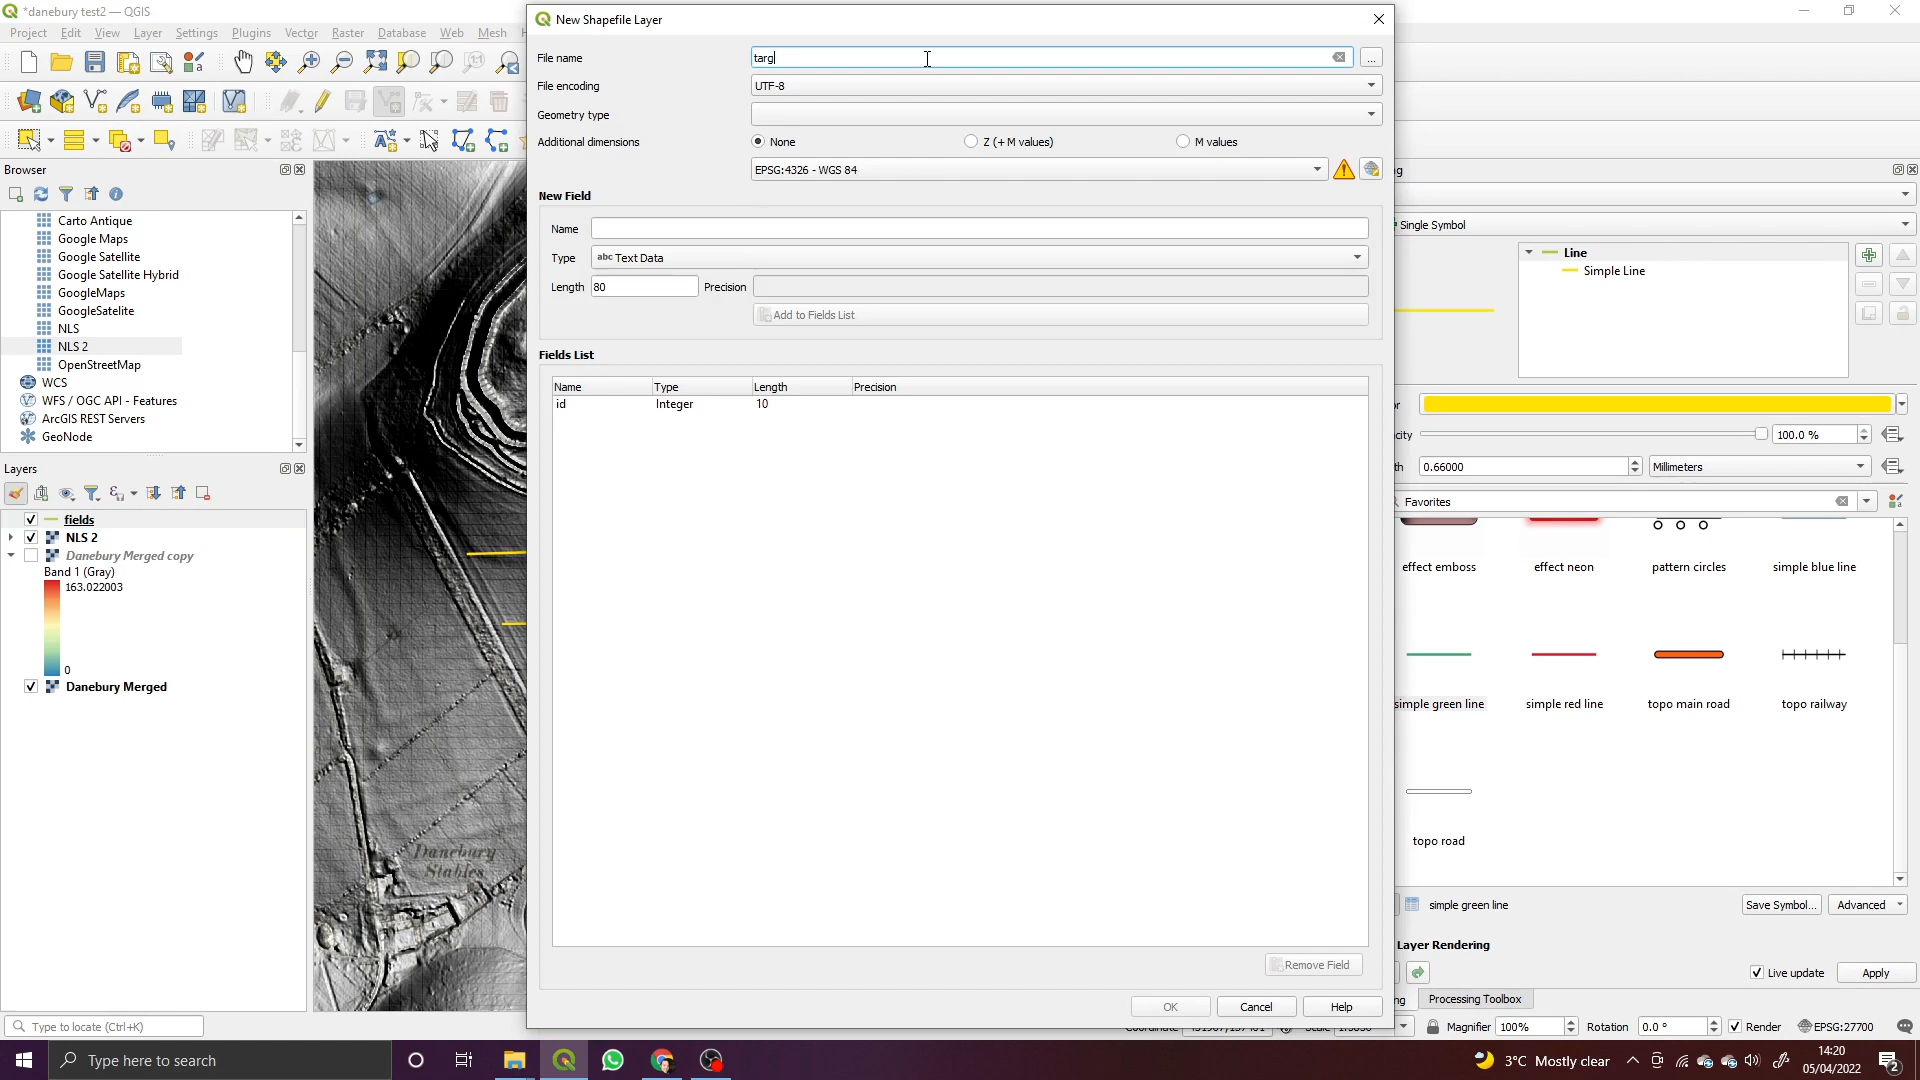 *danebury test2 — QGIS
Project Edit View Layer Settings Plugins Vector Raster Database Web Mesh
Browser
Carto Antique
Google Maps
Google Satellite
Google Satellite Hybrid
GoogleMaps
GoogleSatelite
NLS
NLS 2
OpenStreetMap
WCS
WFS / OGC API - Features
ArcGIS REST Servers
GeoNode
Layers
fields
NLS 2
Danebury Merged copy
Band 1 (Gray)
163.022003
0
Danebury Merged
Type to locate (Ctrl+K)
Danebury
Stables
New Shapefile Layer
File name targ ...
File encoding UTF-8
Geometry type
Additional dimensions None Z (+ M values) M values
EPSG:4326 - WGS 84
New Field
Name
Type abc Text Data
Length 80 Precision
Add to Fields List
Fields List
Name Type Length Precision
id Integer 10
Remove Field
OK Cancel Help
Single Symbol
Line
Simple Line
100.0 %
0.66000 Millimeters
Favorites
effect emboss effect neon pattern circles simple blue line
simple green line simple red line topo main road topo railway
topo road
simple green line Save Symbol... Advanced
Layer Rendering
Live update Apply
Processing Toolbox
Magnifier 100% Rotation 0.0 ° Render EPSG:27700
Type here to search
3°C Mostly clear
14:20
05/04/2022
2